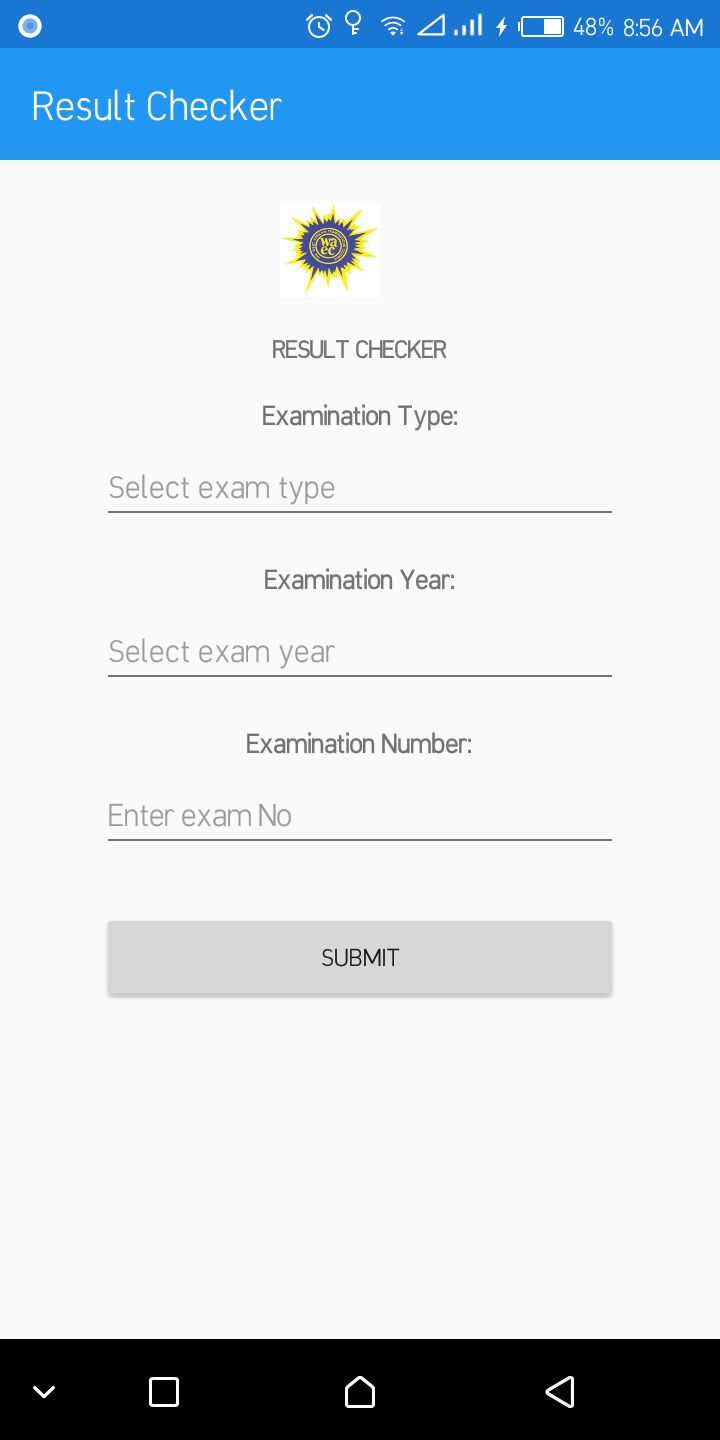 48% 8:56 AM
Result Checker
waec
RESULT CHECKER
Examination Type:
Select exam type
Examination Year:
Select exam year
Examination Number:
Enter exam No
SUBMIT